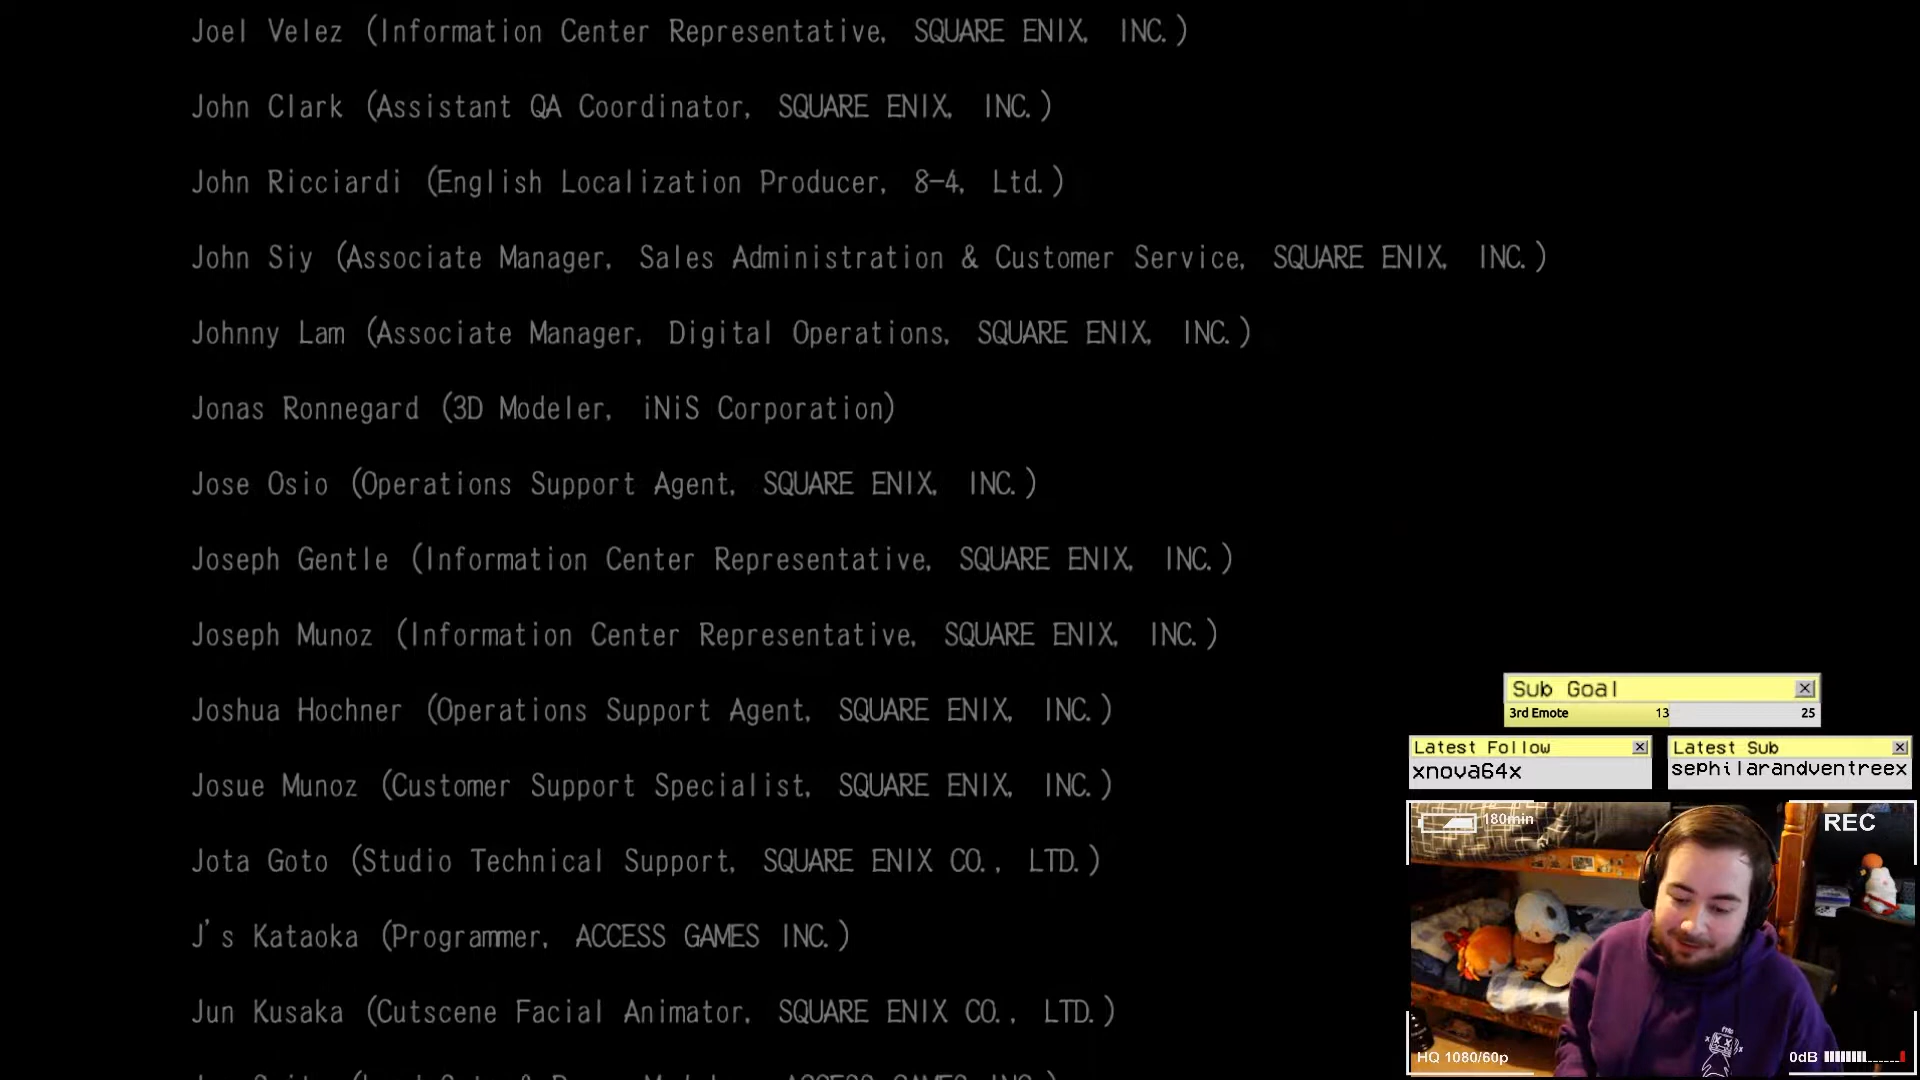 Joel Velez (Information Center Representative, SQUARE ENIX, INC.)
John Clark (Assistant QA Coordinator, SQUARE ENIX, INC.)
John Ricciardi (English Localization Producer, 8-4, Ltd.)
John Siy (Associate Manager, Sales Administration & Customer Service, SQUARE ENIX, INC.)
Johnny Lam (Associate Manager, Digital Operations, SQUARE ENIX, INC.)
Jonas Ronnegard (3D Modeler, iNiS Corporation)
Jose Osio (Operations Support Agent, SQUARE ENIX, INC.)
Joseph Gentle (Information Center Representative, SQUARE ENIX, INC.)
Joseph Munoz (Information Center Representative, SQUARE ENIX, INC.)
Joshua Hochner (Operations Support Agent, SQUARE ENIX, INC.)
Josue Munoz (Customer Support Specialist, SQUARE ENIX, INC.)
Jota Goto (Studio Technical Support, SQUARE ENIX CO., LTD.)
J's Kataoka (Programmer, ACCESS GAMES INC.)
Jun Kusaka (Cutscene Facial Animator, SQUARE ENIX CO., LTD.)
Sub Goal
3rd Emote 13 25
Latest Follow
xnova64x
Latest Sub
sephilarandventreex
180min
REC
HQ 1080/60p
0dB